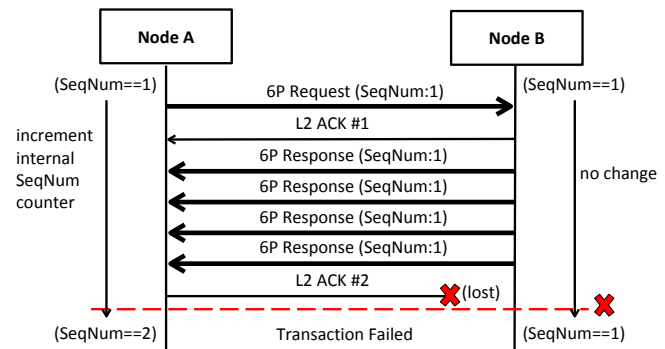 Node A
Node B
(SeqNum==1)
(SeqNum==1)
6P Request (SeqNum:1)
L2 ACK #1
increment
internal
SeqNum
counter
6P Response (SeqNum:1)
no change
6P Response (SeqNum:1)
6P Response (SeqNum:1)
6P Response (SeqNum:1)
L2 ACK #2
(lost)
(SeqNum==2)
Transaction Failed
(SeqNum==1)